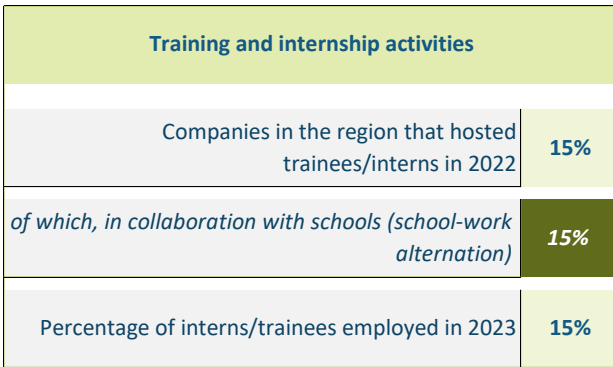 Training and internship activities
Companies in the region that hosted
trainees/interns in 2022
15%
of which, in collaboration with schools (school-work
alternation)
15%
Percentage of interns/trainees employed in 2023
15%